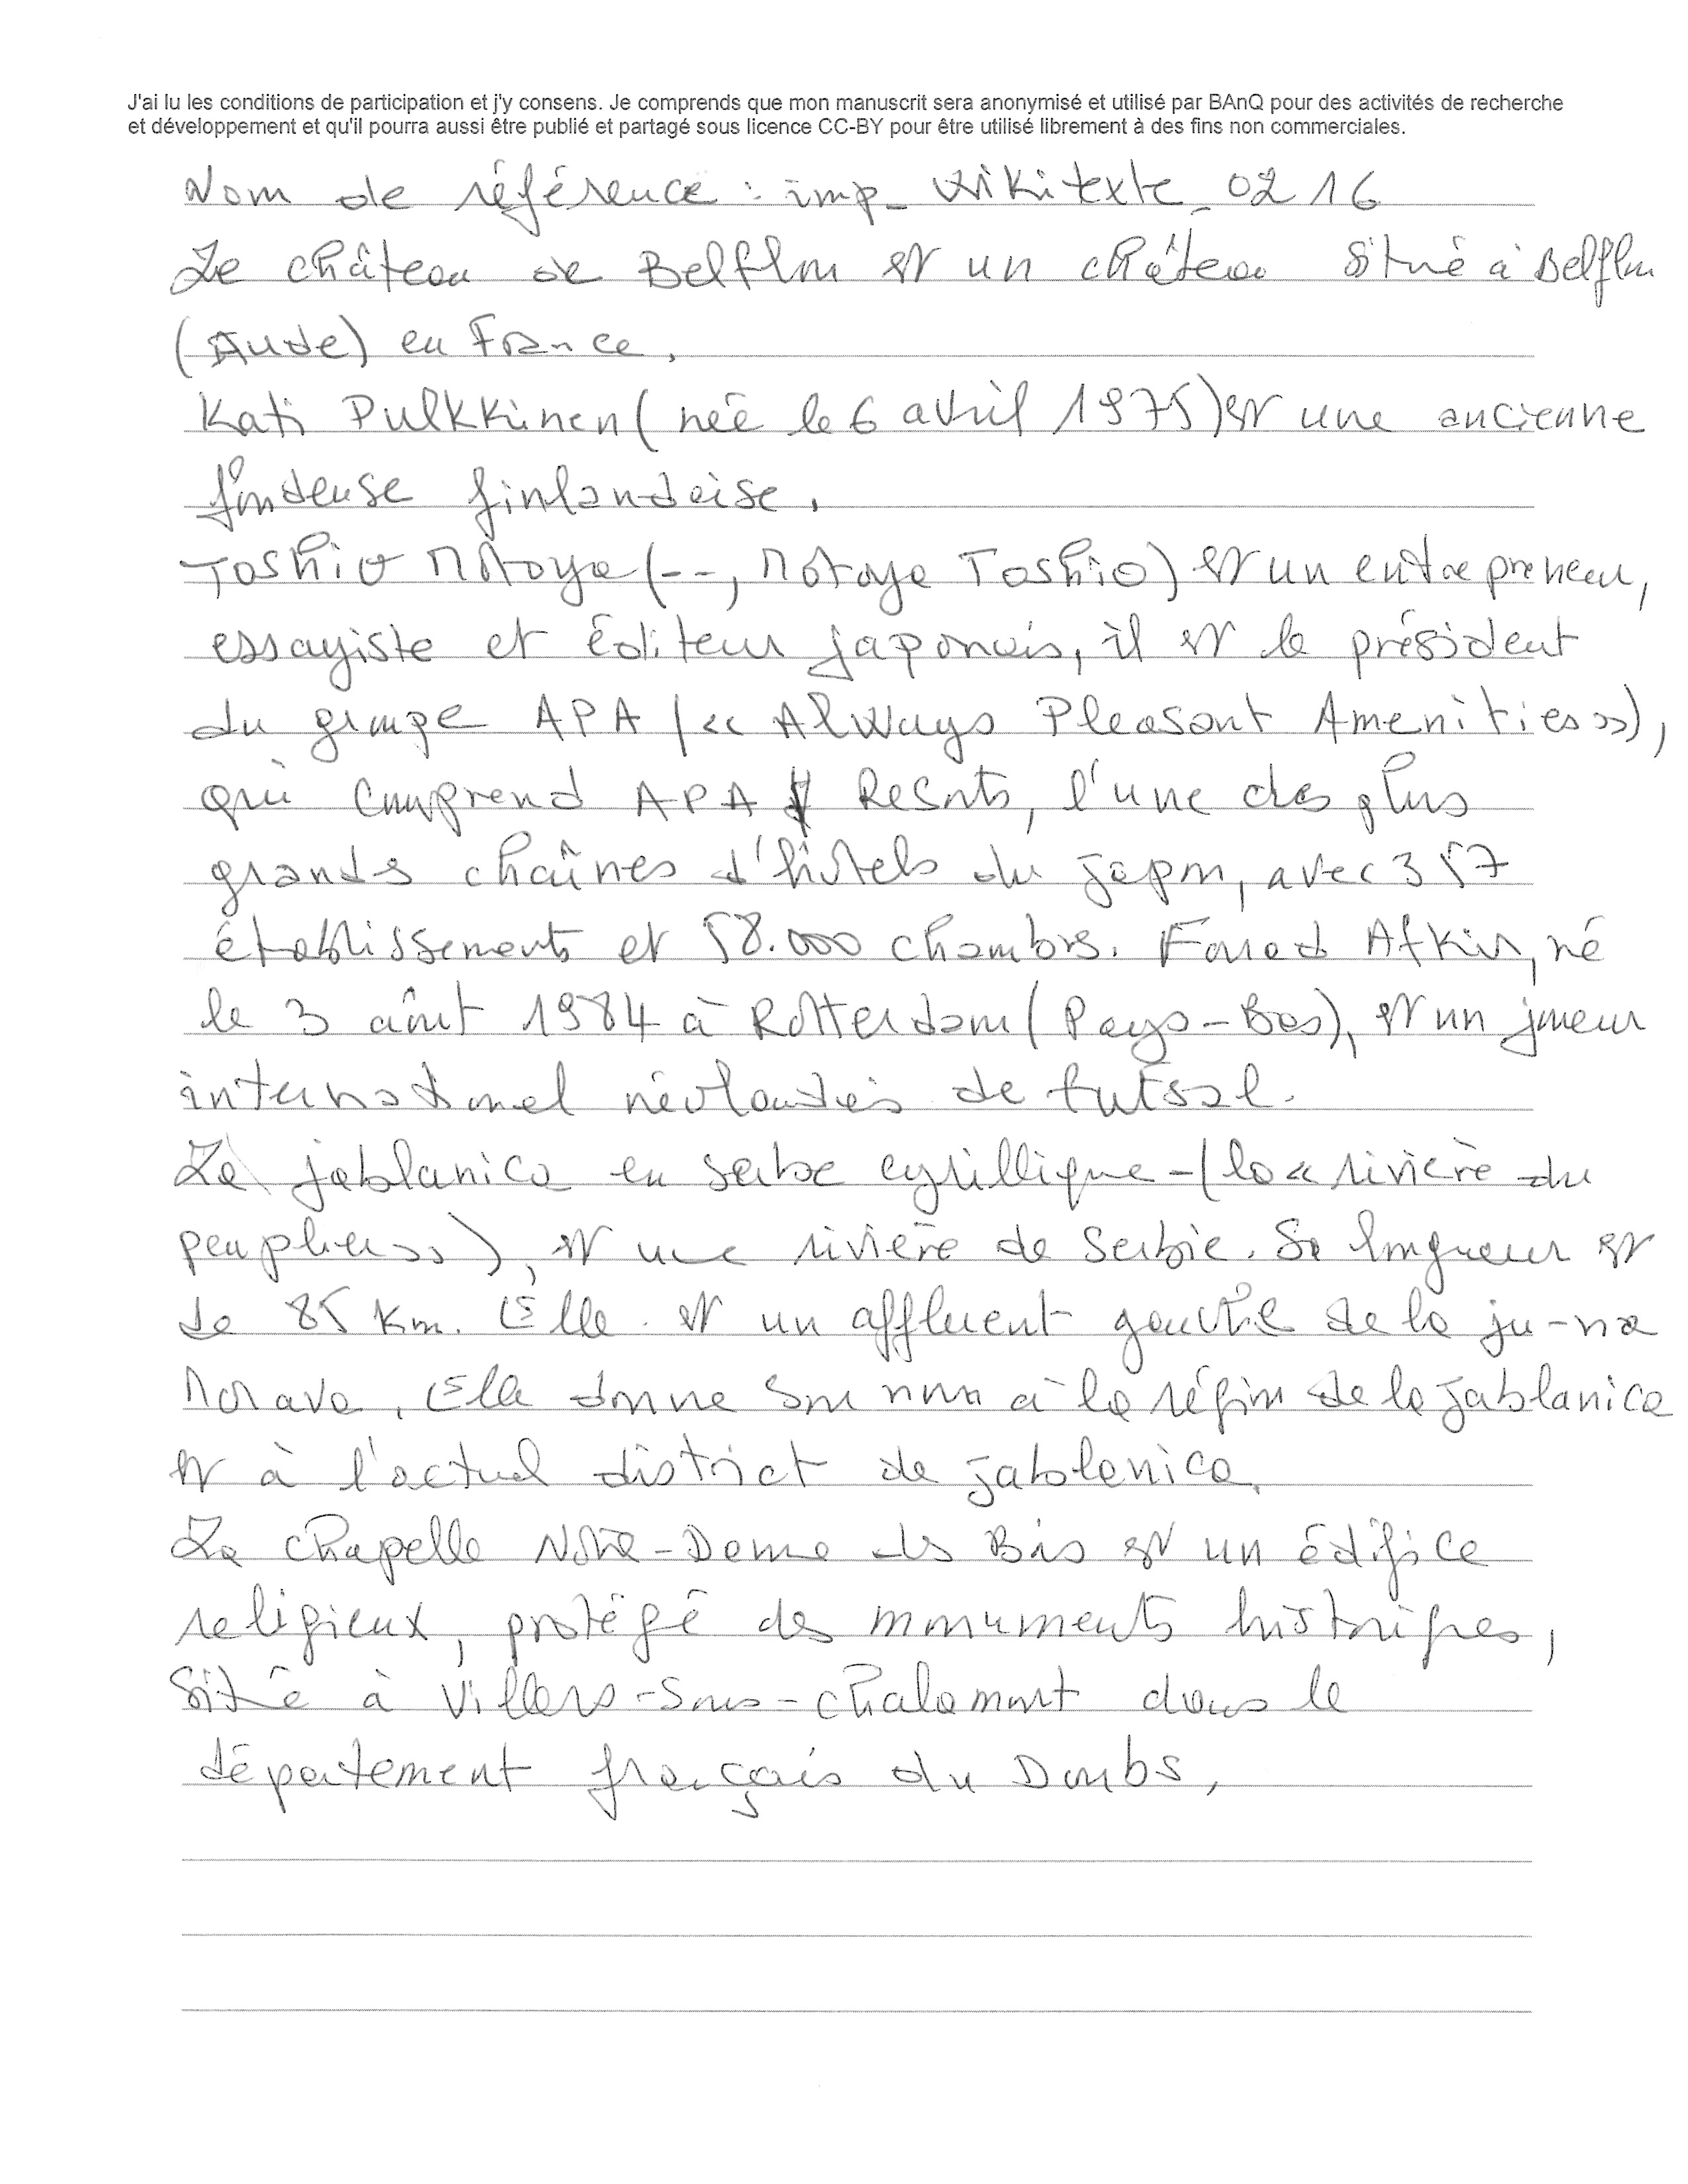 J'ai lu les conditions de participation et j'y consens. Je comprends que mon manuscrit sera anonymisé et utilisé par BAnQ pour des activités de recherche
et développement et qu'il pourra aussi être publié et partagé sous licence CC-BY pour être utilisé librement à des fins non commerciales.
Nom de référence : imp_wikitexte_0216
Le château de Belflou est un château situé à Belflou
(Aude) en France.
Kati Pulkkinen (née le 6 avril 1975) est une ancienne
fondeuse finlandaise.
Toshio Motoya (--, Motoya Toshio) est un entrepreneur,
essayiste et éditeur japonais, il est le président
du groupe APA (« Always Pleasant Amenities »),
qui comprend APA Resorts, l'une des plus
grands chaînes d'hôtels du Japon, avec 357
établissements et 58.000 chambres. Fouad Afkir, né
le 3 août 1984 à Rotterdam (Pays-Bas), est un joueur
international néerlandais de futsal.
La jablanica en serbe cyrillique - (la « rivière du
peupliers »), est une rivière de Serbie. Sa longueur est
de 85 km. Elle est un affluent gauche de la ju-na
Morava. Elle donne son nom à la région de la Jablanica
et à l'actuel district de jablanica.
La chapelle Notre-Dame des Bois est un édifice
religieux, protégé des monuments historiques,
Sité à Villers-Sous-Chalamont dans le
département français du Doubs,